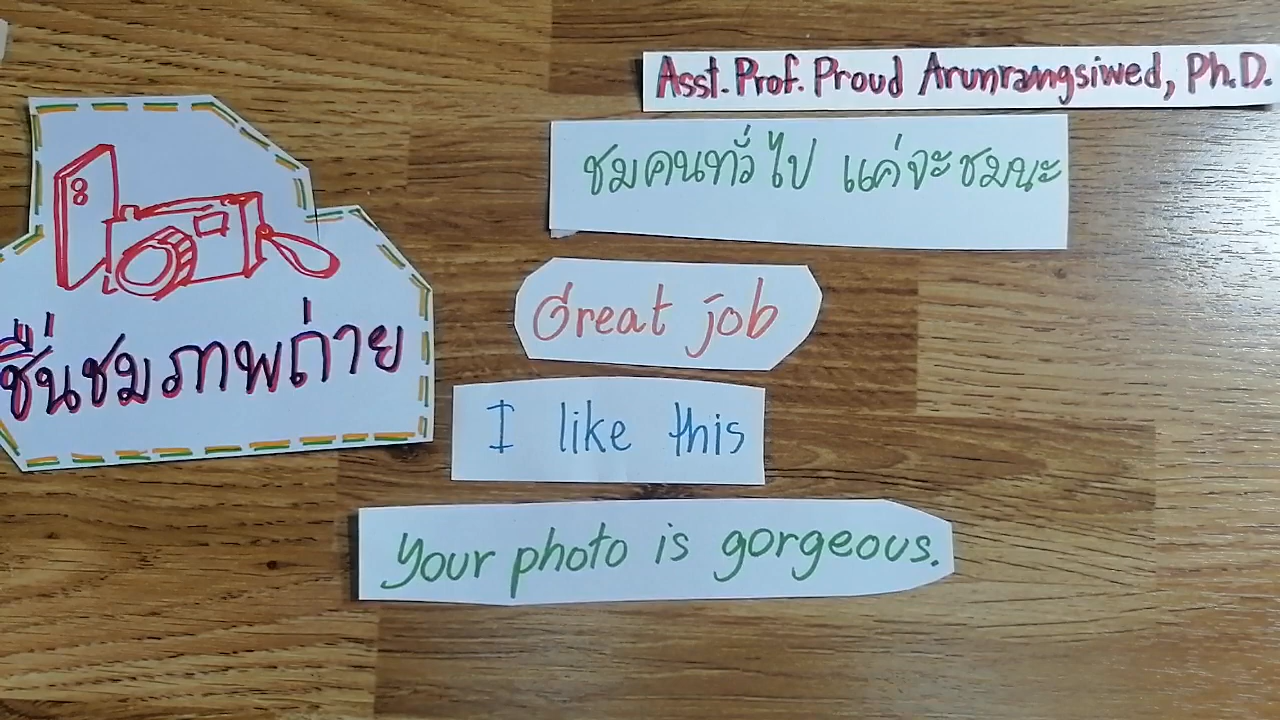 Asst. Prof. Proud Arunrangsiwed, Ph.D.
ชมคนทั่วไป แค่จะชมนะ
ชื่นชมภาพถ่าย
Great job
I like this
Your photo is gorgeous.